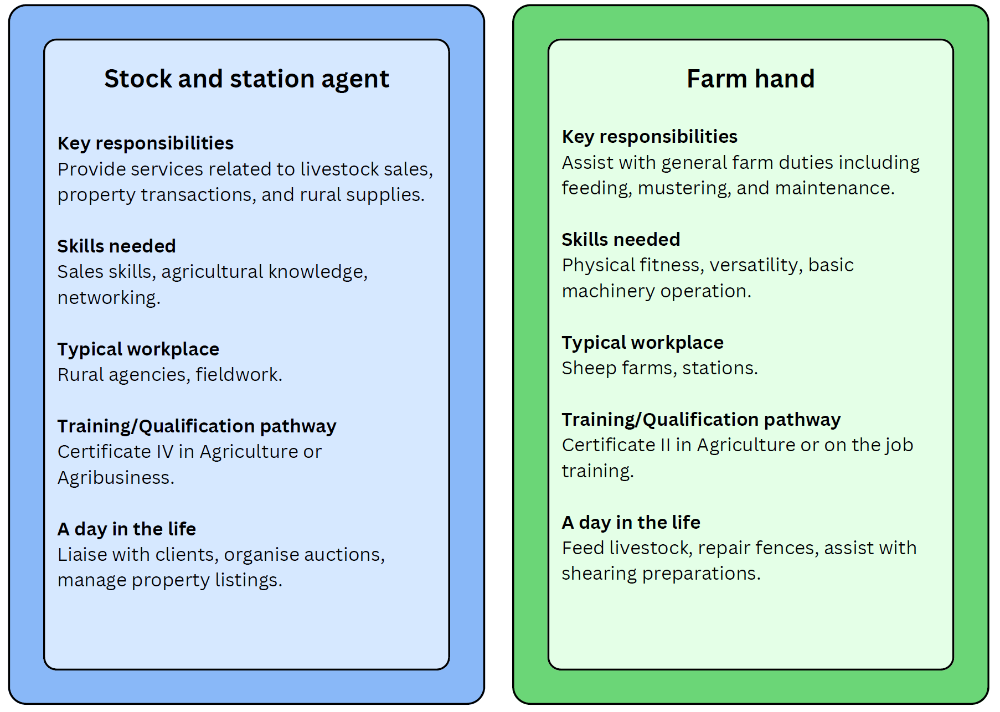 Stock and station agent
Key responsibilities
Provide services related to livestock sales,
property transactions, and rural supplies.
Skills needed
Sales skills, agricultural knowledge,
networking.
Typical workplace
Rural agencies, fieldwork.
Training/Qualification pathway
Certificate IV in Agriculture or
Agribusiness.
A day in the life
Liaise with clients, organise auctions,
manage property listings.
Farm hand
Key responsibilities
Assist with general farm duties including
feeding, mustering, and maintenance.
Skills needed
Physical fitness, versatility, basic
machinery operation.
Typical workplace
Sheep farms, stations.
Training/Qualification pathway
Certificate II in Agriculture or on the job
training.
A day in the life
Feed livestock, repair fences, assist with
shearing preparations.